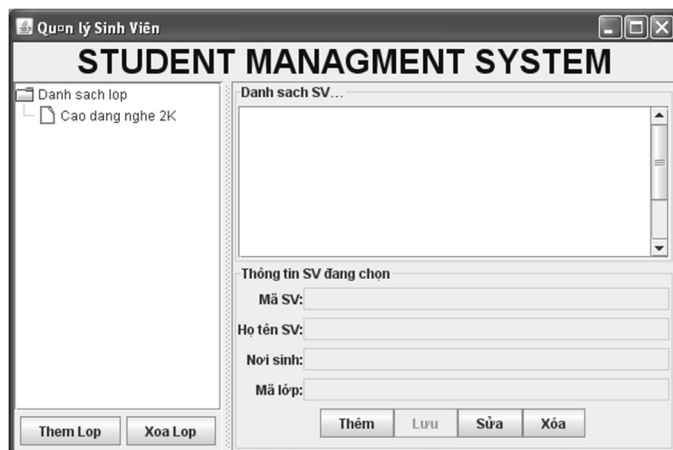 Qu¤n lý Sinh Viên
STUDENT MANAGMENT SYSTEM
Danh sach lop
Cao dang nghe 2K
Them Lop
Xoa Lop
Danh sach SV...
Thông tin SV đang chọn
Mã SV:
Họ tên SV:
Nơi sinh:
Mã lớp:
Thêm
Lưu
Sửa
Xóa